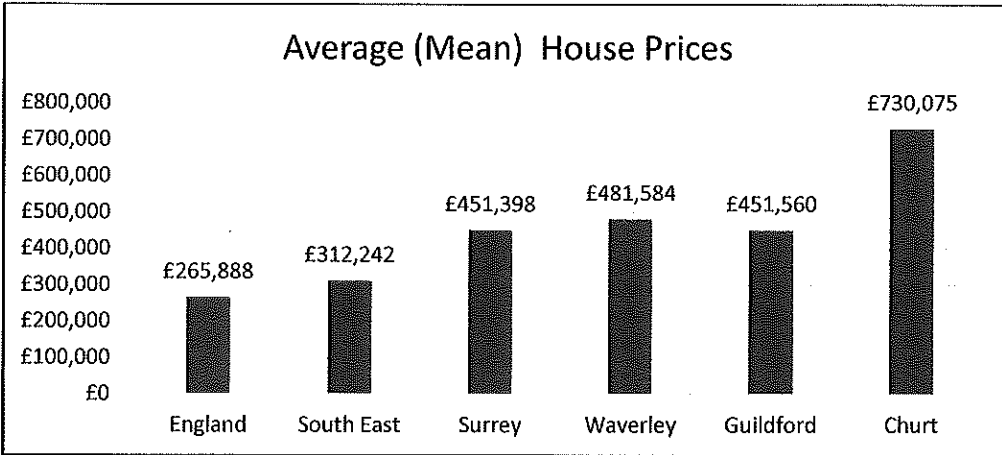 Average (Mean) House Prices
£800,000
£700,000
£600,000
£500,000
£400,000
£300,000
£200,000
£100,000
£0
£265,888
£312,242
£451,398
£481,584
£451,560
£730,075
England
South East
Surrey
Waverley
Guildford
Churt